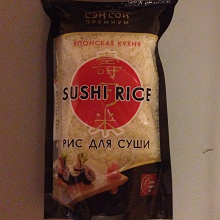 СЭН СОЙ
ПРЕМИУМ
ЯПОНСКАЯ КУХНЯ
SUSHI RICE
РИС ДЛЯ СУШИ